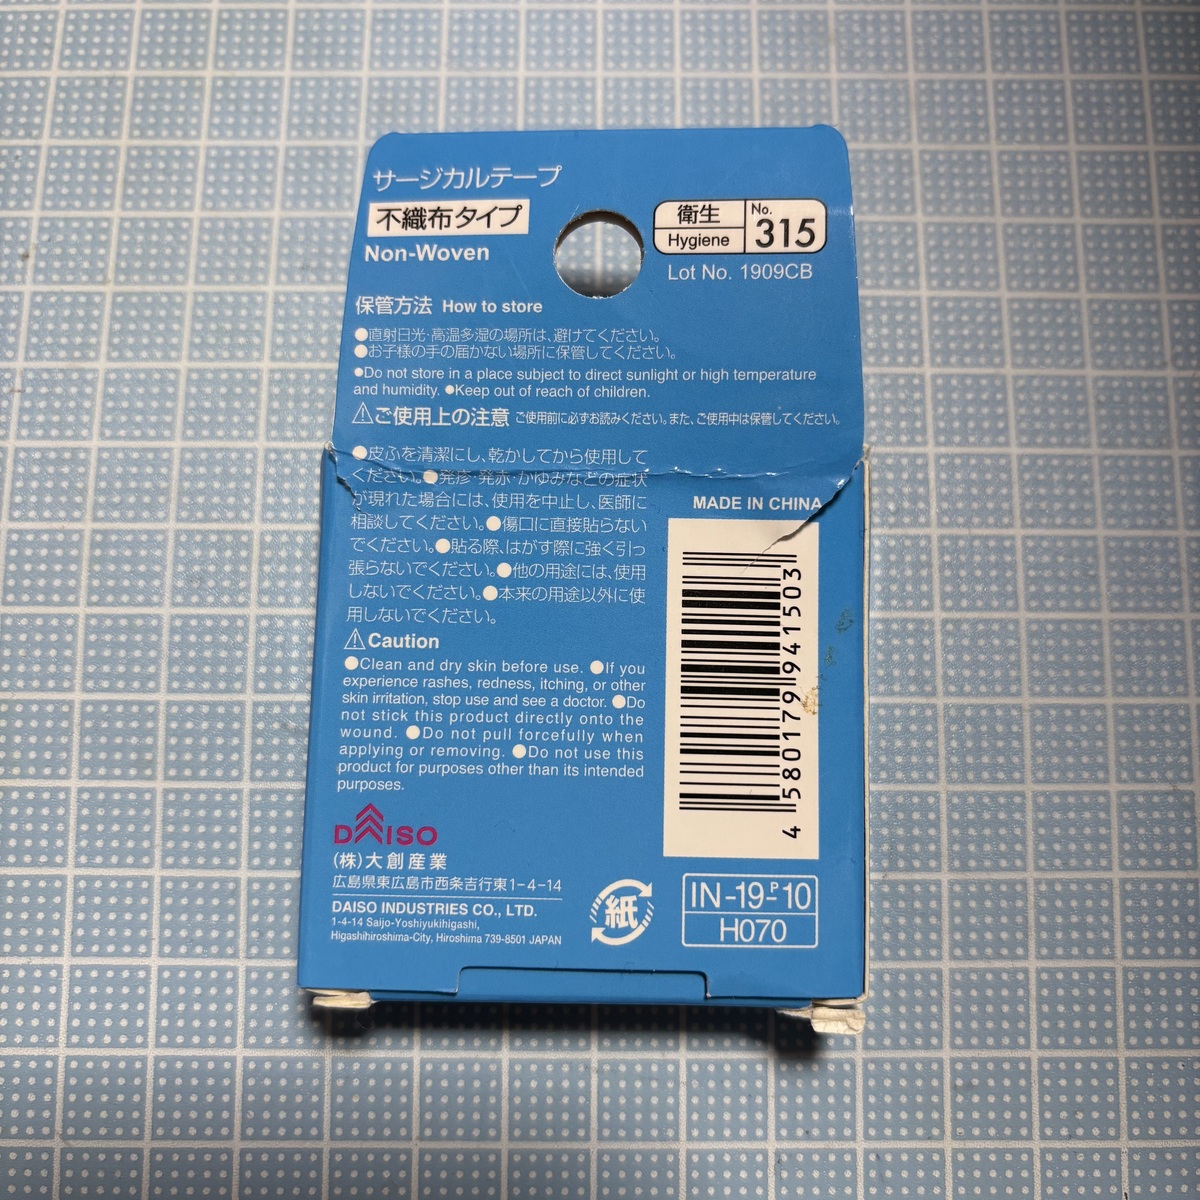 サージカルテープ
不織布タイプ
Non-Woven
衛生
Hygiene
No.
315
Lot No. 1909CB
保管方法 How to store
●直射日光・高温多湿の場所は、避けてください。
●お子様の手の届かない場所に保管してください。
●Do not store in a place subject to direct sunlight or high temperature
and humidity. ●Keep out of reach of children.
⚠ご使用上の注意 ご使用前に必ずお読みください。また、ご使用中は保管してください。
●皮ふを清潔にし、乾かしてから使用して
ください。●発疹・発赤・かゆみなどの症状
が現れた場合には、使用を中止し、医師に
相談してください。●傷口に直接貼らない
でください。●貼る際、はがす際に強く引っ
張らないでください。●他の用途には、使用
しないでください。●本来の用途以外に使
用しないでください。
⚠Caution
●Clean and dry skin before use. ●If you
experience rashes, redness, itching, or other
skin irritation, stop use and see a doctor. ●Do
not stick this product directly onto the
wound. ●Do not pull forcefully when
applying or removing. ●Do not use this
product for purposes other than its intended
purposes.
MADE IN CHINA
4 580179 941503
DAISO
(株)大創産業
広島県東広島市西条吉行東1-4-14
DAISO INDUSTRIES CO., LTD.
1-4-14 Saijo-Yoshiyukihigashi,
Higashihiroshima-City, Hiroshima 739-8501 JAPAN
紙
IN-19-P-10
H070